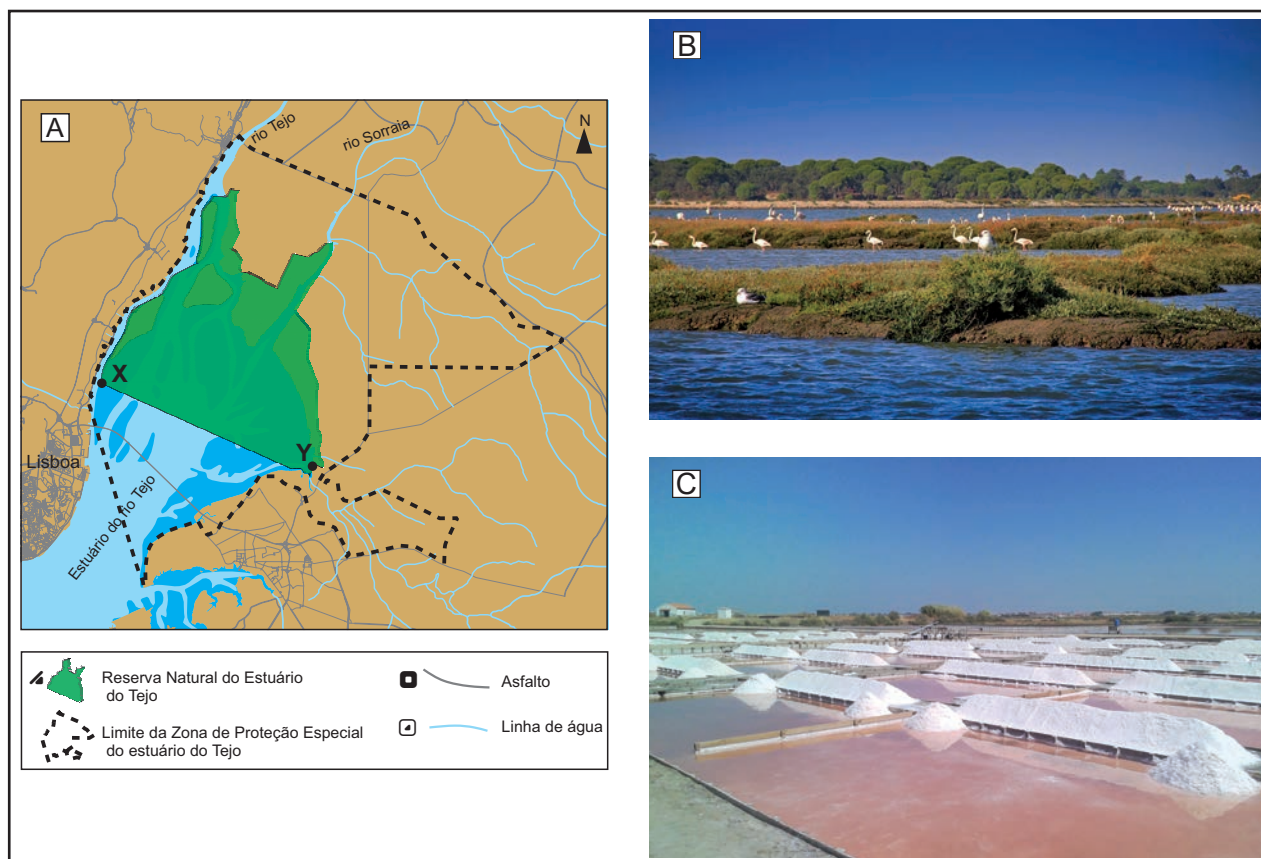 A
N
rio Tejo
rio Sorraia
X
Y
Lisboa
Estuário do rio Tejo
Reserva Natural do Estuário
do Tejo
Asfalto
Limite da Zona de Proteção Especial
do estuário do Tejo
Linha de água
B
C